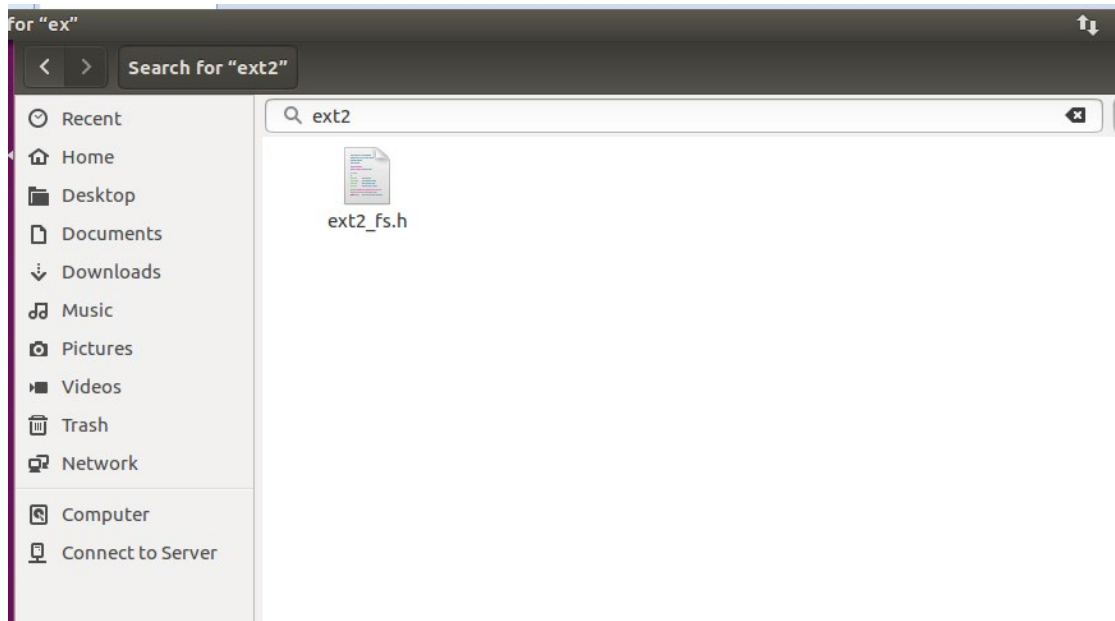 for “ex”
Search for “ext2”
ext2
Recent
Home
Desktop
Documents
Downloads
Music
Pictures
Videos
Trash
Network
Computer
Connect to Server
ext2_fs.h